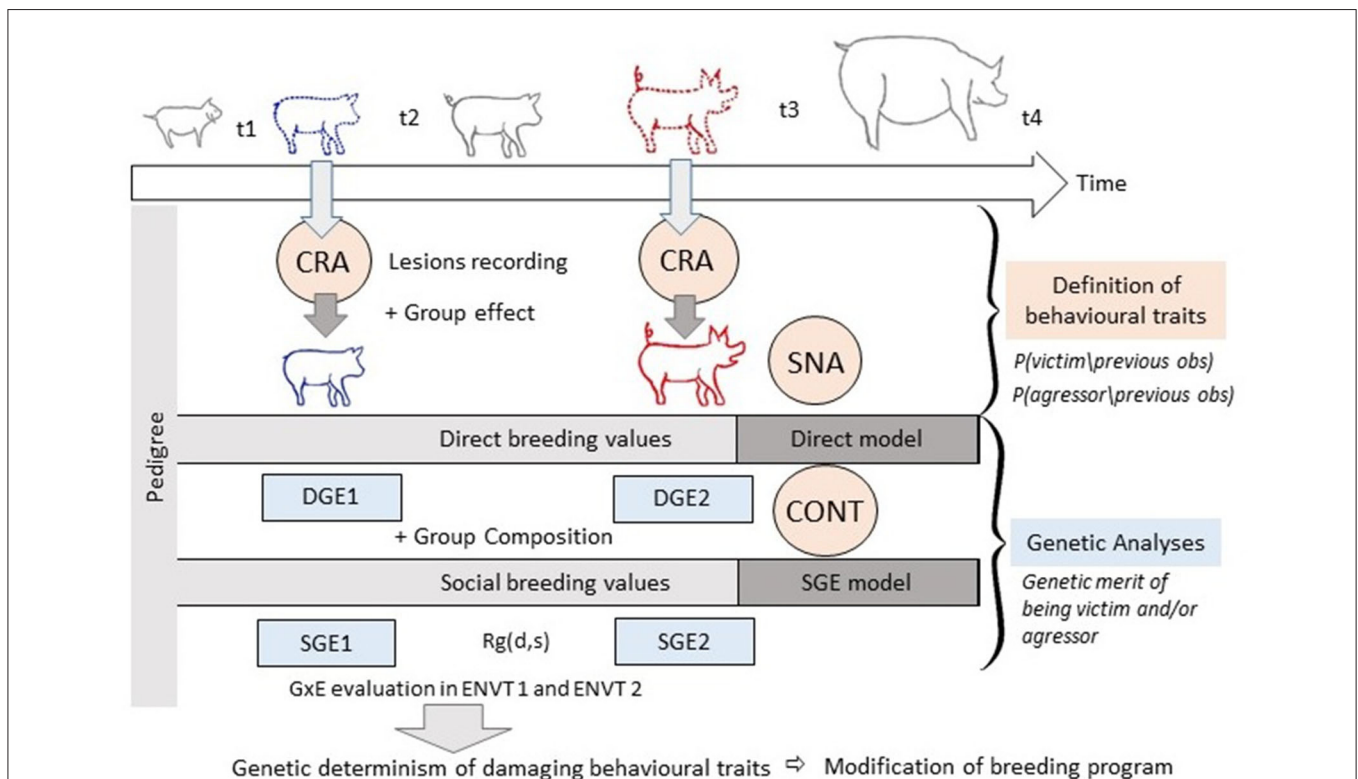 t1
t2
t3
t4
Time
CRA
Lesions recording
+ Group effect
CRA
SNA
Definition of
behavioural traits
P(victim\previous obs)
P(agressor\previous obs)
Pedigree
Direct breeding values
Direct model
DGE1
DGE2
CONT
+ Group Composition
Social breeding values
SGE model
Genetic Analyses
Genetic merit of
being victim and/or
agressor
SGE1
Rg(d,s)
SGE2
GxE evaluation in ENVT 1 and ENVT 2
Genetic determinism of damaging behavioural traits ⇨ Modification of breeding program